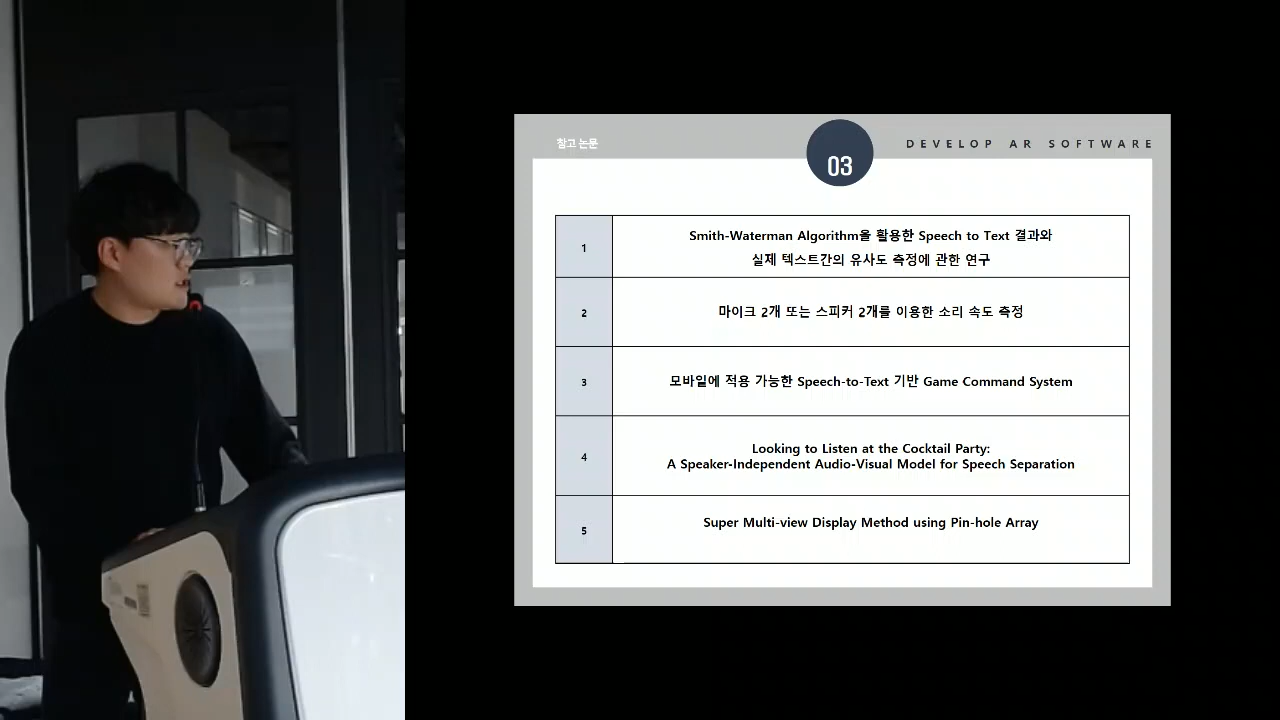 참고 논문
03
DEVELOP AR SOFTWARE
1
Smith-Waterman Algorithm을 활용한 Speech to Text 결과와
실제 텍스트간의 유사도 측정에 관한 연구
2
마이크 2개 또는 스피커 2개를 이용한 소리 속도 측정
3
모바일에 적용 가능한 Speech-to-Text 기반 Game Command System
4
Looking to Listen at the Cocktail Party:
A Speaker-Independent Audio-Visual Model for Speech Separation
5
Super Multi-view Display Method using Pin-hole Array